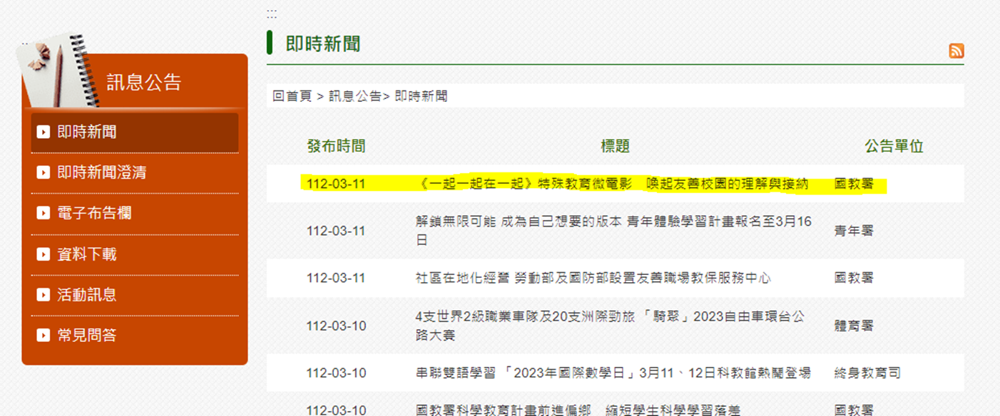 :::
訊息公告
即時新聞
即時新聞澄清
電子布告欄
資料下載
活動訊息
常見問答
即時新聞
回首頁 > 訊息公告> 即時新聞
發布時間 標題 公告單位
112-03-11 《一起一起在一起》特殊教育微電影　喚起友善校園的理解與接納 國教署
解鎖無限可能 成為自己想要的版本 青年體驗學習計畫報名至3月16
112-03-11 日 青年署
112-03-11 社區在地化經營 勞動部及國防部設置友善職場教保服務中心 國教署
4支世界2級職業車隊及20支洲際勁旅 「騎聚」2023自由車環台公
112-03-10 路大賽 體育署
112-03-10 串聯雙語學習 「2023年國際數學日」3月11、12日科教館熱鬧登場 終身教育司
112-03-10 國教署科學教育計畫前進偏鄉　縮短學生科學學習落差 國教署